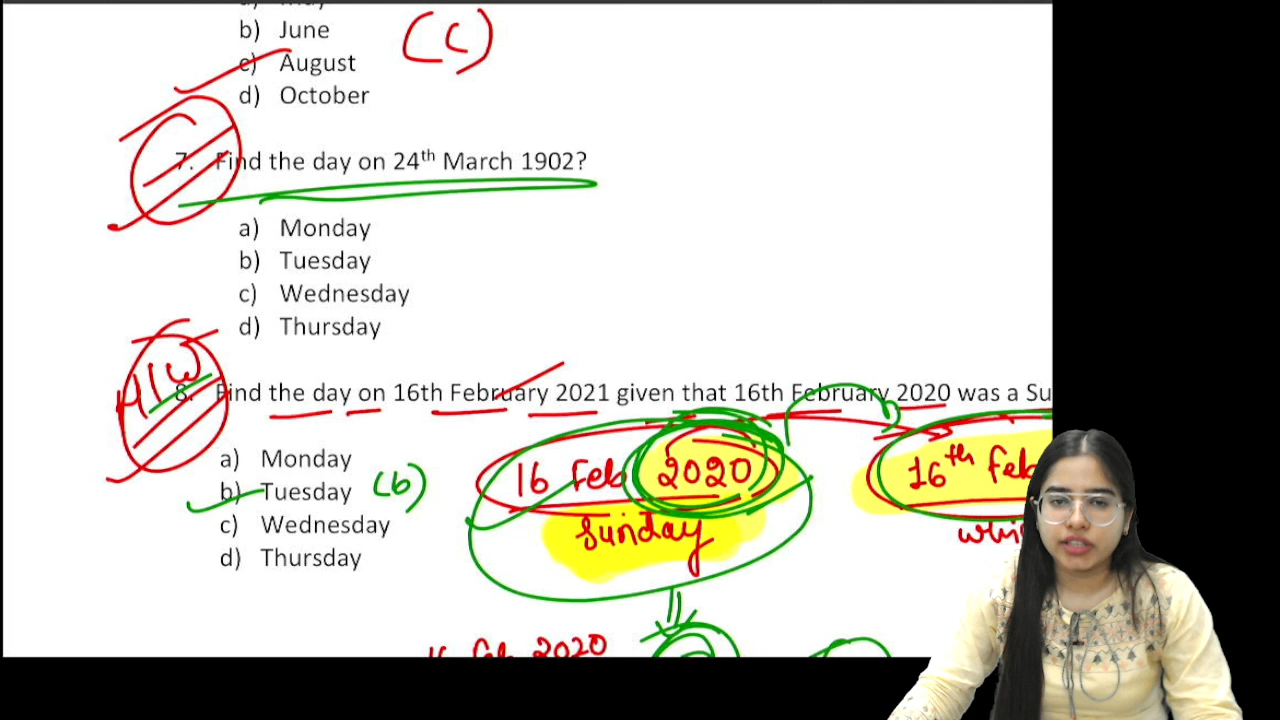 b) June
(c)
c) August
d) October
7. Find the day on 24th March 1902?
a) Monday
b) Tuesday
c) Wednesday
d) Thursday
H/W
8. Find the day on 16th February 2021 given that 16th February 2020 was a Su
a) Monday
b) Tuesday (b)
c) Wednesday
d) Thursday
16 Feb 2020
Sunday
16th Feb
16 Feb 2020